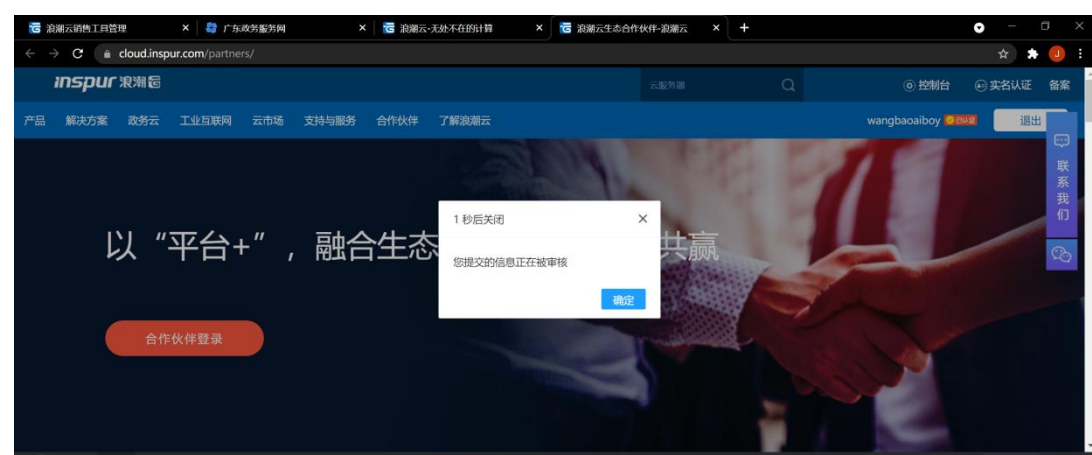 浪潮云销售工具管理
广东政务服务网
浪潮云-无处不在的计算
浪潮云生态合作伙伴-浪潮云
cloud.inspur.com/partners/
J
inspur 浪潮
云服务器
控制台
实名认证
备案
产品 解决方案 政务云 工业互联网 云市场 支持与服务 合作伙伴 了解浪潮云
wangbaoaiboy 已认证
退出
联系我们
1 秒后关闭
以“平台+”，融合生态
共赢
您提交的信息正在被审核
确定
合作伙伴登录